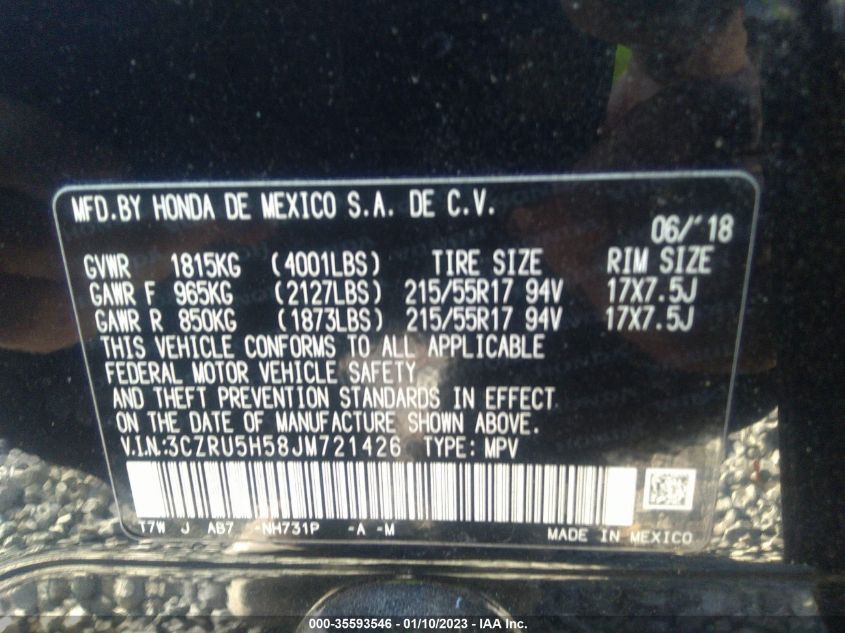 MFD.BY HONDA DE MEXICO S.A. DE C.V.
06/'18
GVWR 1815KG (4001LBS) TIRE SIZE RIM SIZE
GAWR F 965KG (2127LBS) 215/55R17 94V 17X7.5J
GAWR R 850KG (1873LBS) 215/55R17 94V 17X7.5J
THIS VEHICLE CONFORMS TO ALL APPLICABLE
FEDERAL MOTOR VEHICLE SAFETY
AND THEFT PREVENTION STANDARDS IN EFFECT
ON THE DATE OF MANUFACTURE SHOWN ABOVE.
V.I.N:3CZRU5H58JM721426 TYPE: MPV
T7W J AB7 -NH731P -A -M MADE IN MEXICO
000-35593546 - 01/10/2023 - IAA Inc.